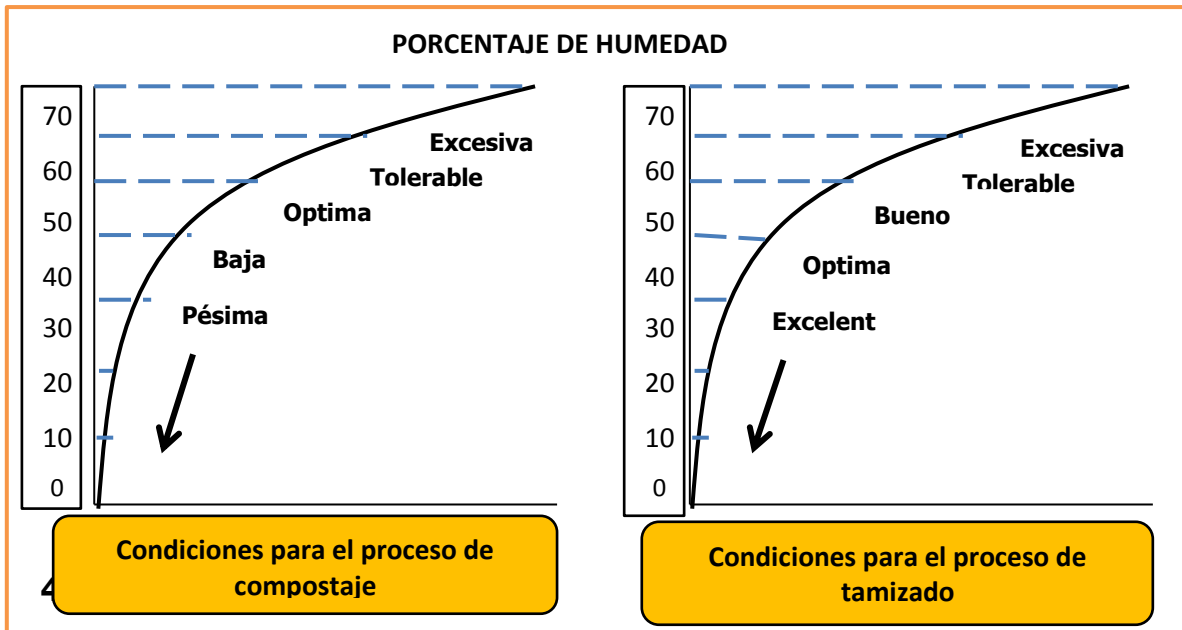 PORCENTAJE DE HUMEDAD
70
60
50
40
30
20
10
0
Excesiva
Tolerable
Optima
Baja
Pésima
Condiciones para el proceso de
compostaje
70
60
50
40
30
20
10
0
Excesiva
Tolerable
Bueno
Optima
Excelent
Condiciones para el proceso de
tamizado